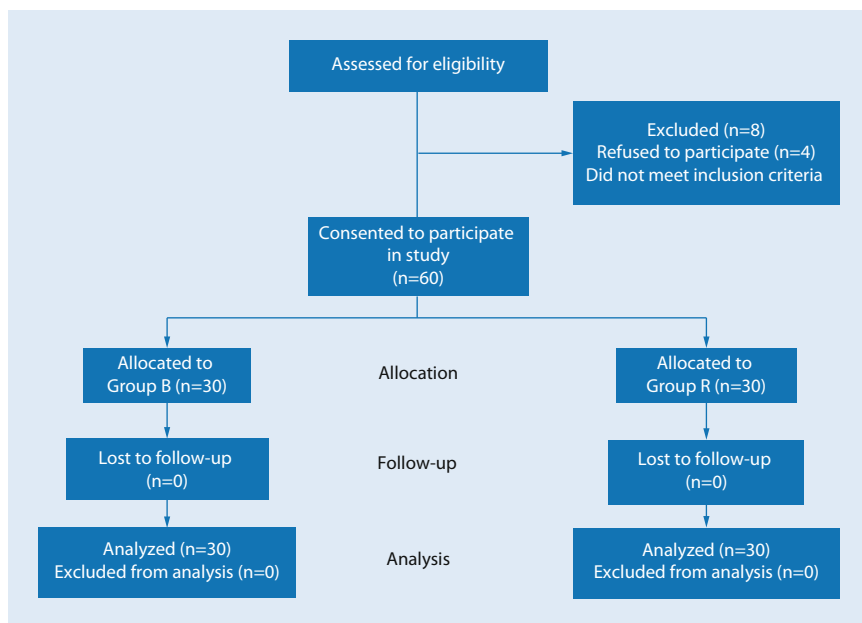 Assessed for eligibility
Excluded (n=8)
Refused to participate (n=4)
Did not meet inclusion criteria
Consented to participate
in study
(n=60)
Allocated to
Group B (n=30)
Allocation
Allocated to
Group R (n=30)
Lost to follow-up
(n=0)
Follow-up
Lost to follow-up
(n=0)
Analyzed (n=30)
Excluded from analysis (n=0)
Analysis
Analyzed (n=30)
Excluded from analysis (n=0)